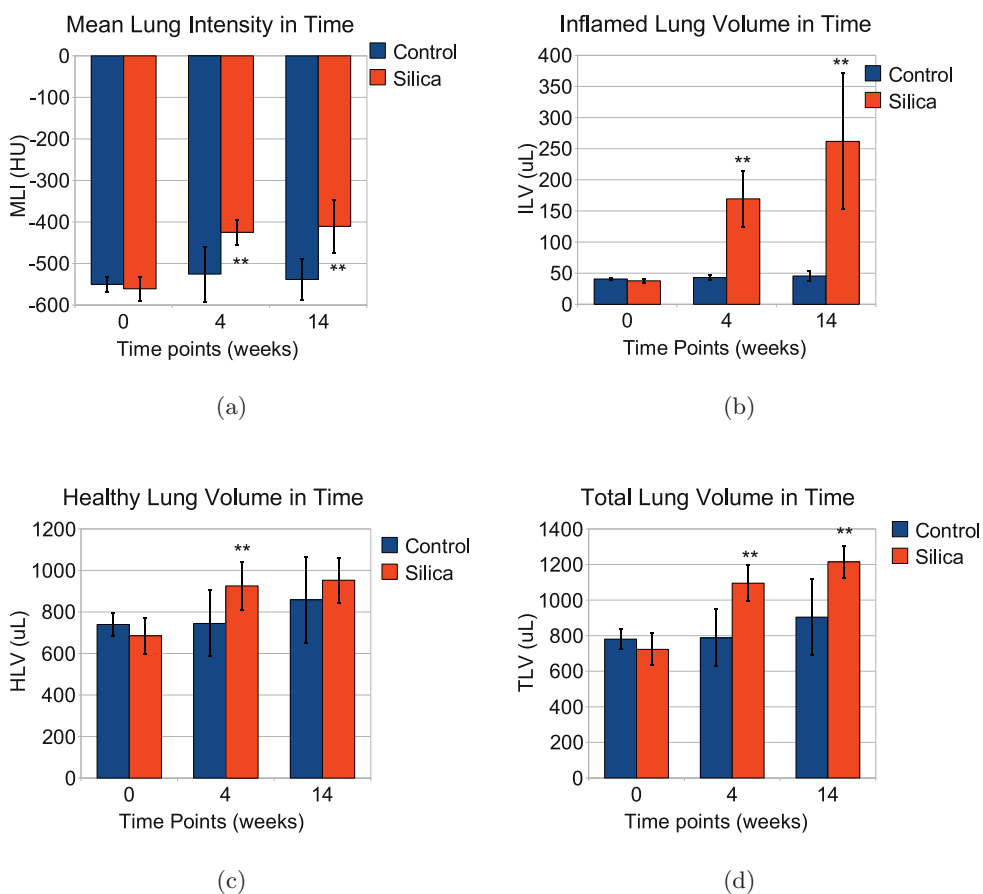 Mean Lung Intensity in Time
0
-100
-200
-300
-400
-500
-600
MLI (HU)
**
**
0 4 14
Time points (weeks)
Control
Silica
(a)
Inflamed Lung Volume in Time
400
350
300
250
200
150
100
50
0
ILV (uL)
**
**
0 4 14
Time Points (weeks)
Control
Silica
(b)
Healthy Lung Volume in Time
1200
1000
800
600
400
200
0
HLV (uL)
**
0 4 14
Time Points (weeks)
Control
Silica
(c)
Total Lung Volume in Time
1400
1200
1000
800
600
400
200
0
TLV (uL)
**
**
0 4 14
Time points (weeks)
Control
Silica
(d)